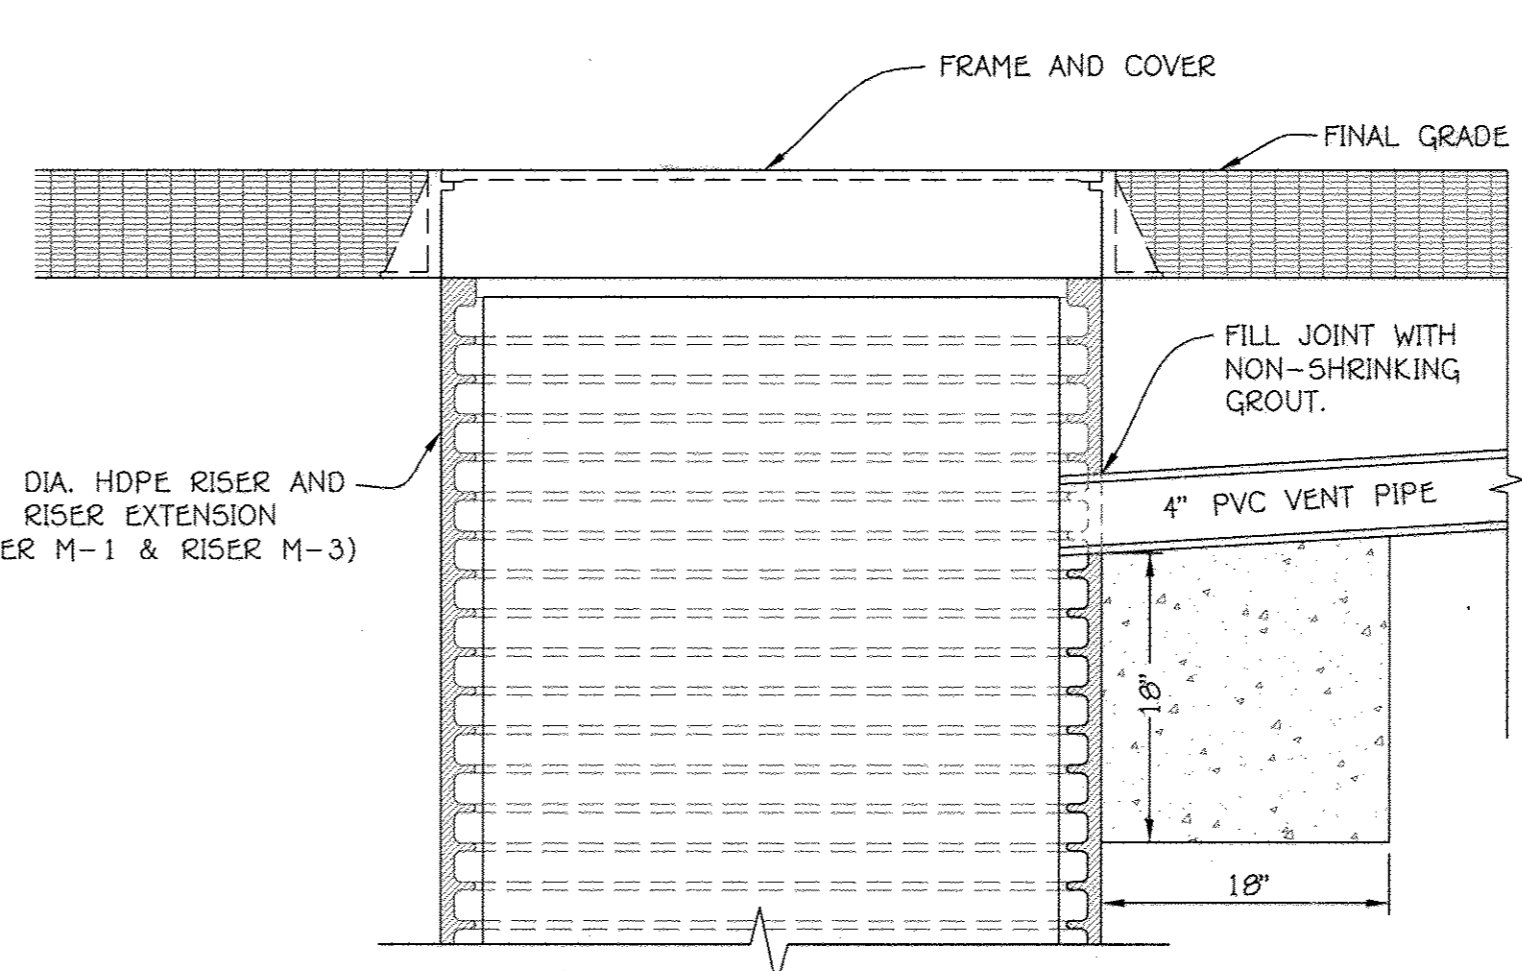 FRAME AND COVER
FINAL GRADE
FILL JOINT WITH
NON-SHRINKING
GROUT.
DIA. HDPE RISER AND
RISER EXTENSION
ER M-1 & RISER M-3)
4" PVC VENT PIPE
18"
18"